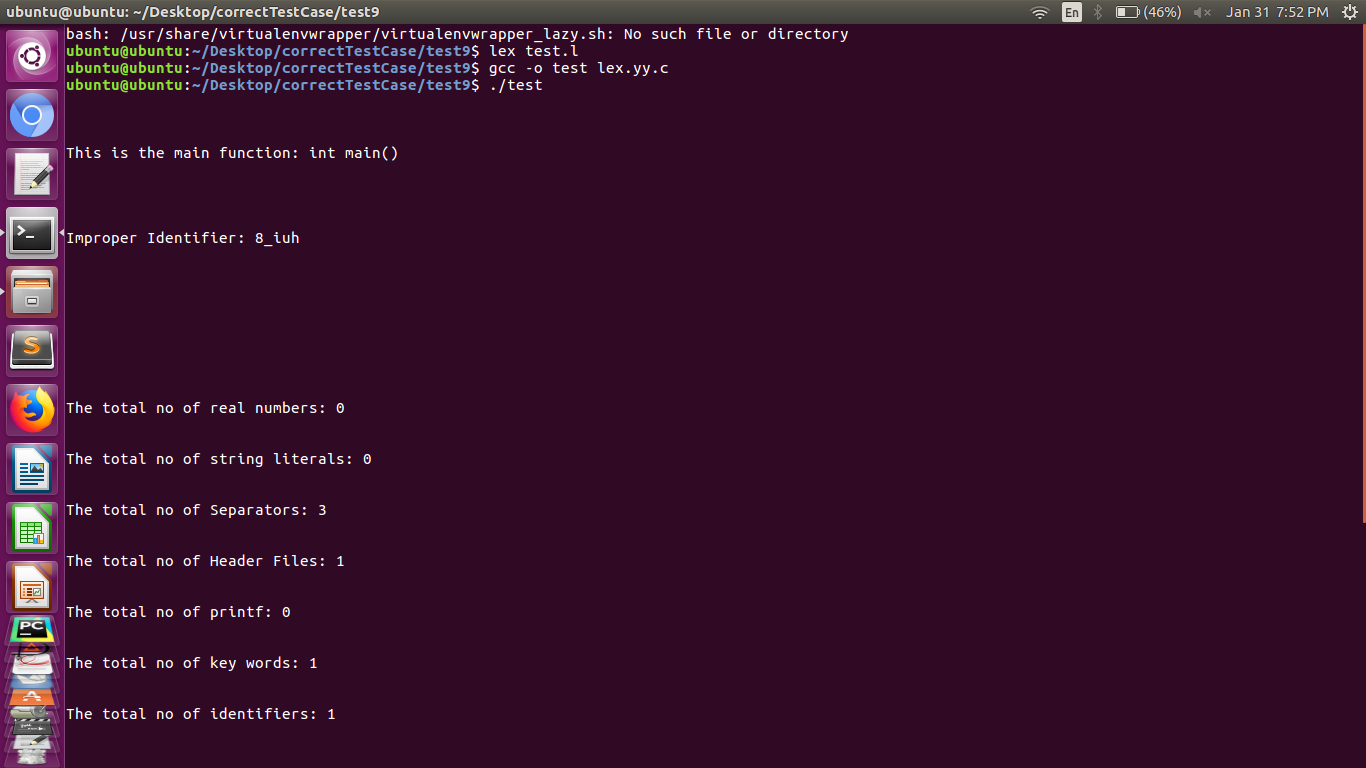 ubuntu@ubuntu: ~/Desktop/correctTestCase/test9 En (46%) Jan 31 7:52 PM
bash: /usr/share/virtualenvwrapper/virtualenvwrapper_lazy.sh: No such file or directory
ubuntu@ubuntu:~/Desktop/correctTestCase/test9$ lex test.l
ubuntu@ubuntu:~/Desktop/correctTestCase/test9$ gcc -o test lex.yy.c
ubuntu@ubuntu:~/Desktop/correctTestCase/test9$ ./test
This is the main function: int main()
Improper Identifier: 8_iuh
The total no of real numbers: 0
The total no of string literals: 0
The total no of Separators: 3
The total no of Header Files: 1
The total no of printf: 0
The total no of key words: 1
The total no of identifiers: 1
S
PC